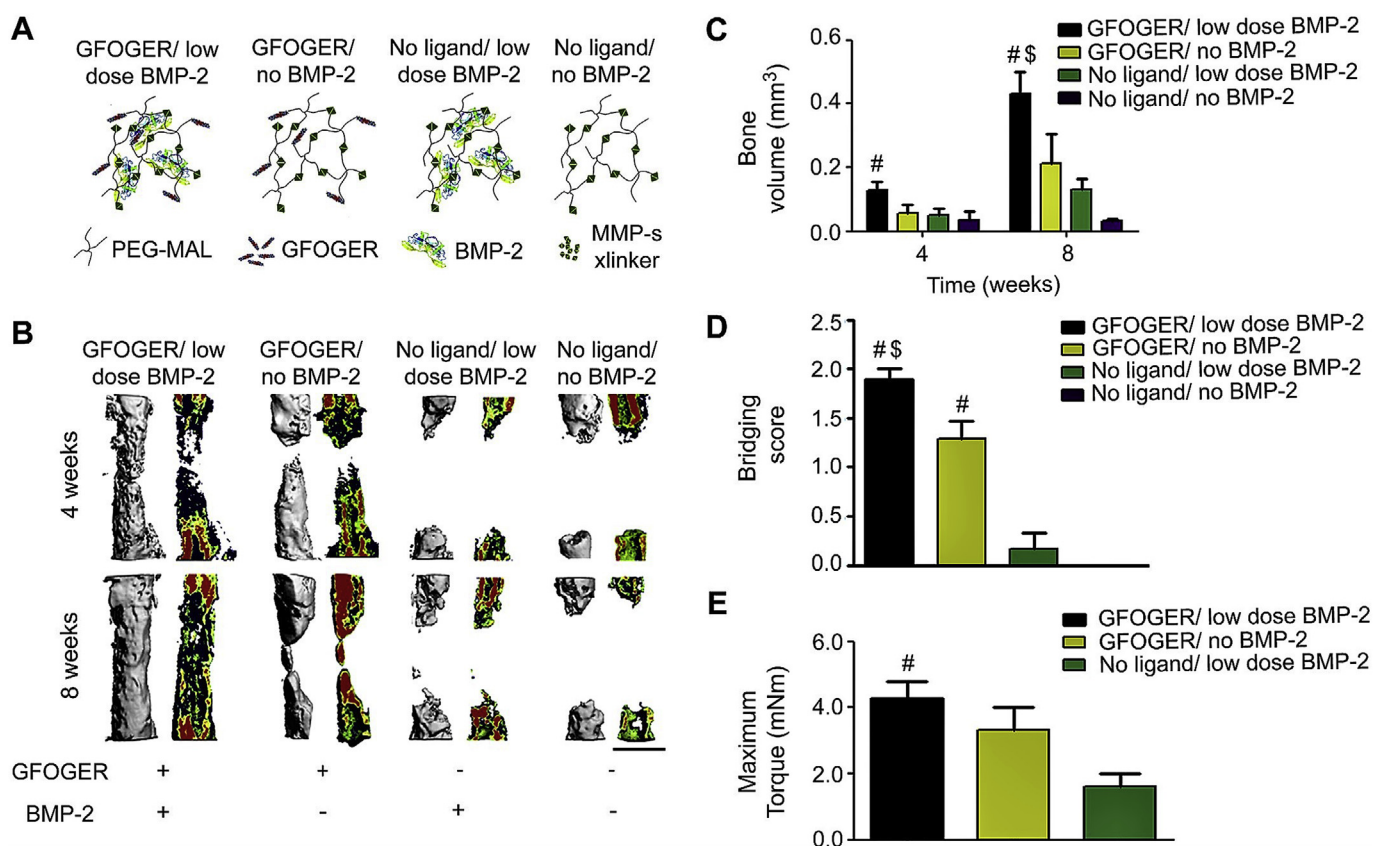 A
GFOGER/ low
dose BMP-2
GFOGER/
no BMP-2
No ligand/ low
dose BMP-2
No ligand/
no BMP-2
PEG-MAL
GFOGER
BMP-2
MMP-s
xlinker
B
GFOGER/ low
dose BMP-2
GFOGER/
no BMP-2
No ligand/ low
dose BMP-2
No ligand/
no BMP-2
4 weeks
8 weeks
GFOGER + + - -
BMP-2 + - + -
C
GFOGER/ low dose BMP-2
GFOGER/ no BMP-2
No ligand/ low dose BMP-2
No ligand/ no BMP-2
Bone
volume (mm³)
0.6
0.4
0.2
0.0
#
# $
4 8
Time (weeks)
D
GFOGER/ low dose BMP-2
GFOGER/ no BMP-2
No ligand/ low dose BMP-2
No ligand/ no BMP-2
Bridging
score
2.5
2.0
1.5
1.0
0.5
0.0
# $
#
E
GFOGER/ low dose BMP-2
GFOGER/ no BMP-2
No ligand/ low dose BMP-2
Maximum
Torque (mNm)
6.0
4.0
2.0
0.0
#